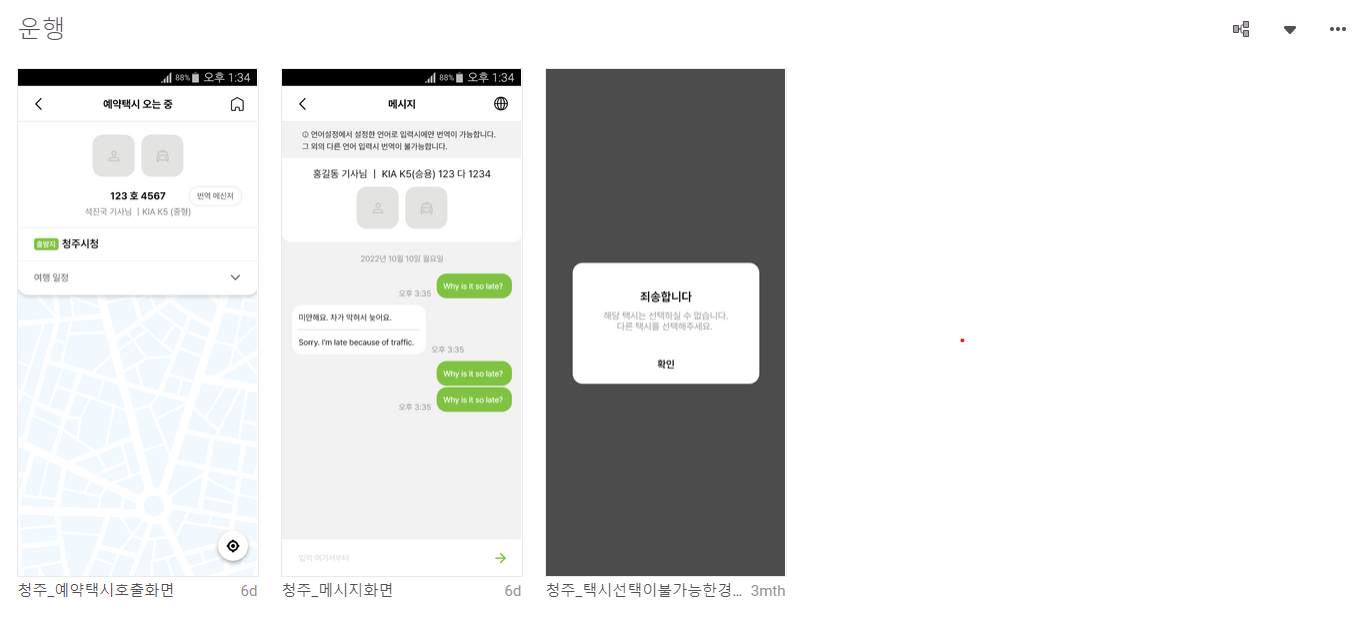 운행
88% 오후 1:34
예약택시 오는 중
123 호 4567
번역 메신저
석진국 기사님 | KIA K5 (중형)
출발지 청주시청
여행 일정
청주_예약택시호출화면 6d
88% 오후 1:34
메시지
언어설정에서 설정한 언어로 입력시에만 번역이 가능합니다.
그 외의 다른 언어 입력시 번역이 불가능합니다.
홍길동 기사님 | KIA K5(승용) 123 다 1234
2022년 10월 10일 월요일
Why is it so late?
오후 3:35
미안해요. 차가 막혀서 늦어요.
Sorry. I'm late because of traffic.
오후 3:35
Why is it so late?
Why is it so late?
오후 3:35
입력 여기서부터
청주_메시지화면 6d
죄송합니다
해당 택시는 선택하실 수 없습니다.
다른 택시를 선택해주세요.
확인
청주_택시선택이불가능한경... 3mth